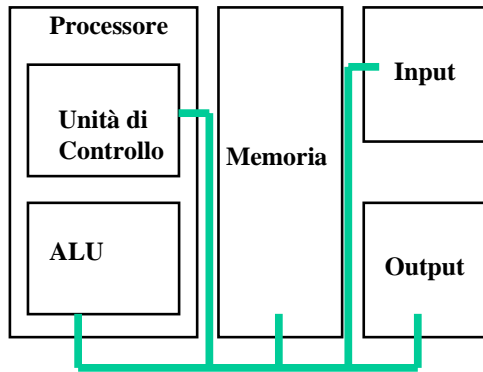 Processore
Unità di
Controllo
ALU
Memoria
Input
Output